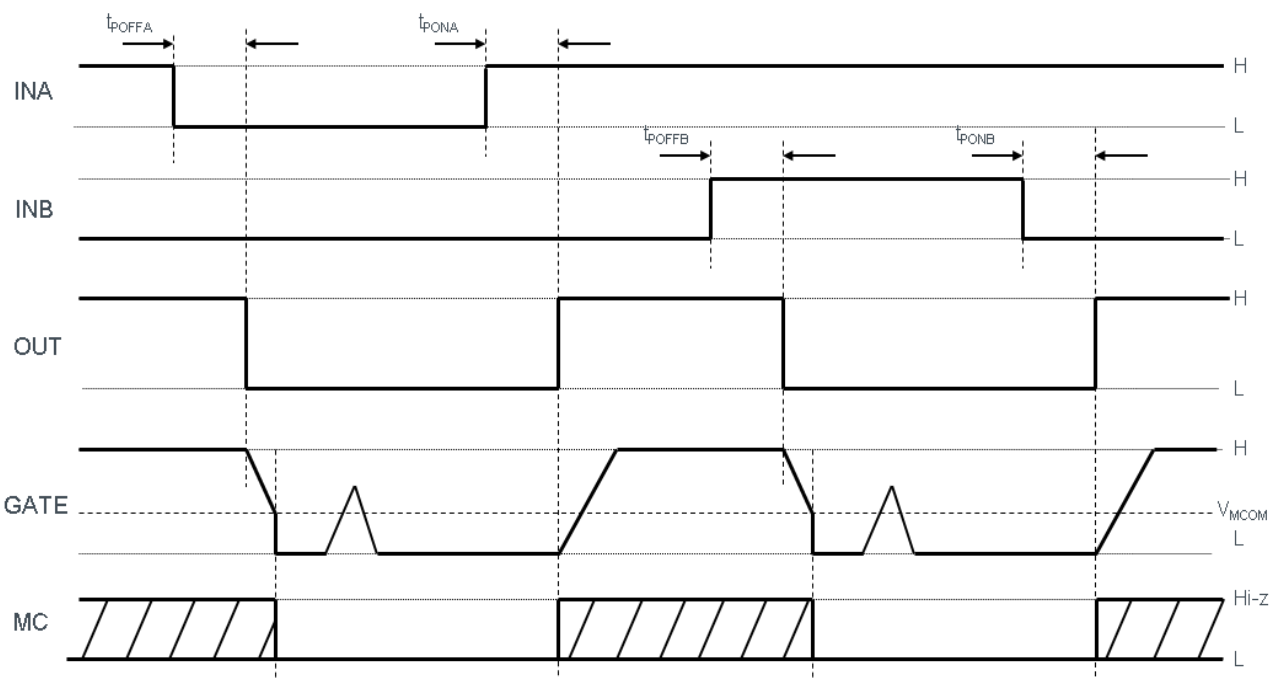 tPOFFA
tPONA
INA
H
L
tPOFFB
tPONB
INB
H
L
OUT
H
L
GATE
H
VMCOM
L
MC
Hi-z
L